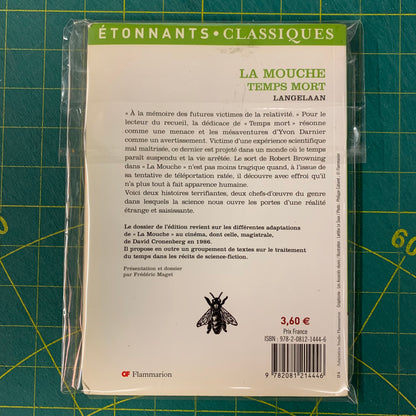 ÉTONNANTS • CLASSIQUES
LA MOUCHE
TEMPS MORT
LANGELAAN
« À la mémoire des futures victimes de la relativité. » Pour le
lecteur du recueil, la dédicace de « Temps mort » résonne
comme une menace et les mésaventures d'Yvon Darnier
comme un avertissement. Victime d'une expérience scientifique
mal maîtrisée, ce dernier est projeté dans un monde où le temps
paraît suspendu et la vie arrêtée. Le sort de Robert Browning
dans « La Mouche » n'est pas moins tragique quand, à l'issue de
sa tentative de téléportation ratée, il découvre avec effroi qu'il
n'a plus tout à fait apparence humaine.
Voici deux histoires terrifiantes, deux chefs-d'œuvre du genre
dans lesquels la science nous ouvre les portes d'une réalité
étrange et saisissante.
Le dossier de l'édition revient sur les différentes adaptations
de « La Mouche » au cinéma, dont celle, magistrale,
de David Cronenberg en 1986.
Il propose en outre un groupement de textes sur le traitement
du temps dans les récits de science-fiction.
Présentation et dossier
par Frédéric Maget
3,60 €
Prix France
ISBN : 978-2-0812-1444-6
9 782081 214446
GF Flammarion
60